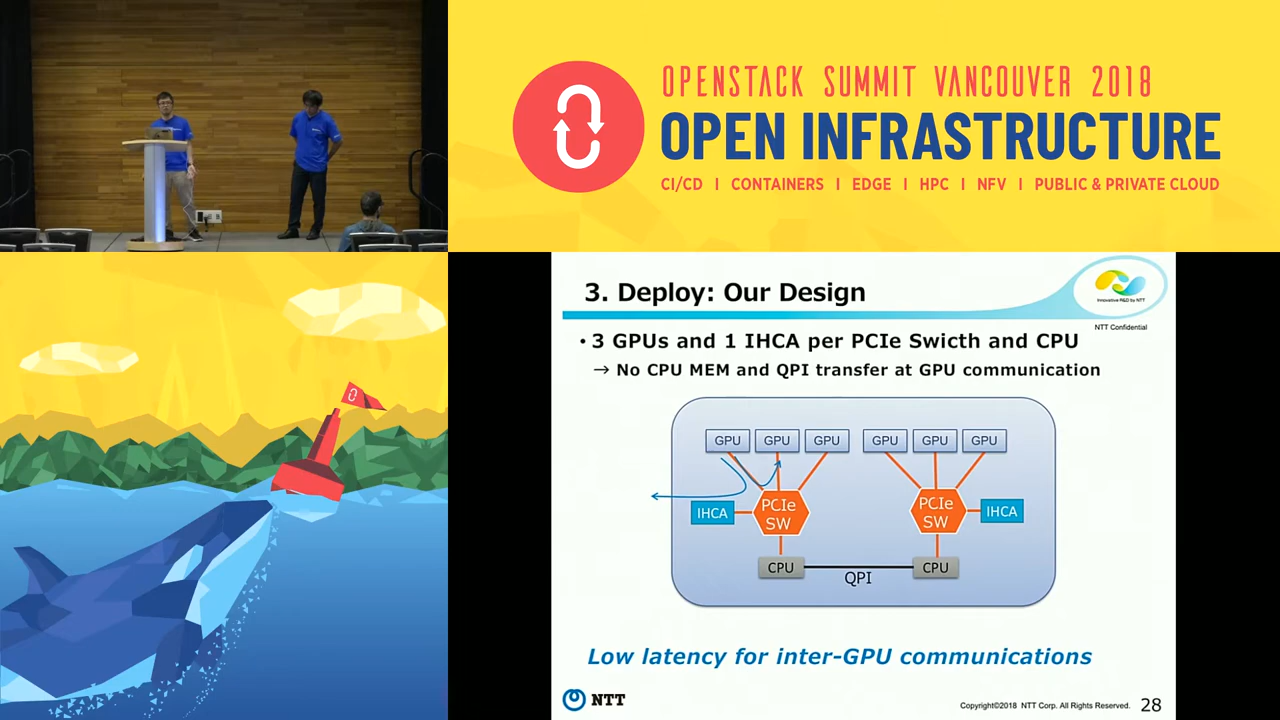 OPENSTACK SUMMIT VANCOUVER 2018
OPEN INFRASTRUCTURE
CI/CD I CONTAINERS I EDGE I HPC I NFV I PUBLIC & PRIVATE CLOUD
3. Deploy: Our Design
Innovative R&D by NTT
NTT Confidential
• 3 GPUs and 1 IHCA per PCIe Swicth and CPU
→ No CPU MEM and QPI transfer at GPU communication
GPU GPU GPU GPU GPU GPU
IHCA PCIe SW PCIe SW IHCA
CPU QPI CPU
Low latency for inter-GPU communications
NTT
Copyright©2018 NTT Corp. All Rights Reserved. 28